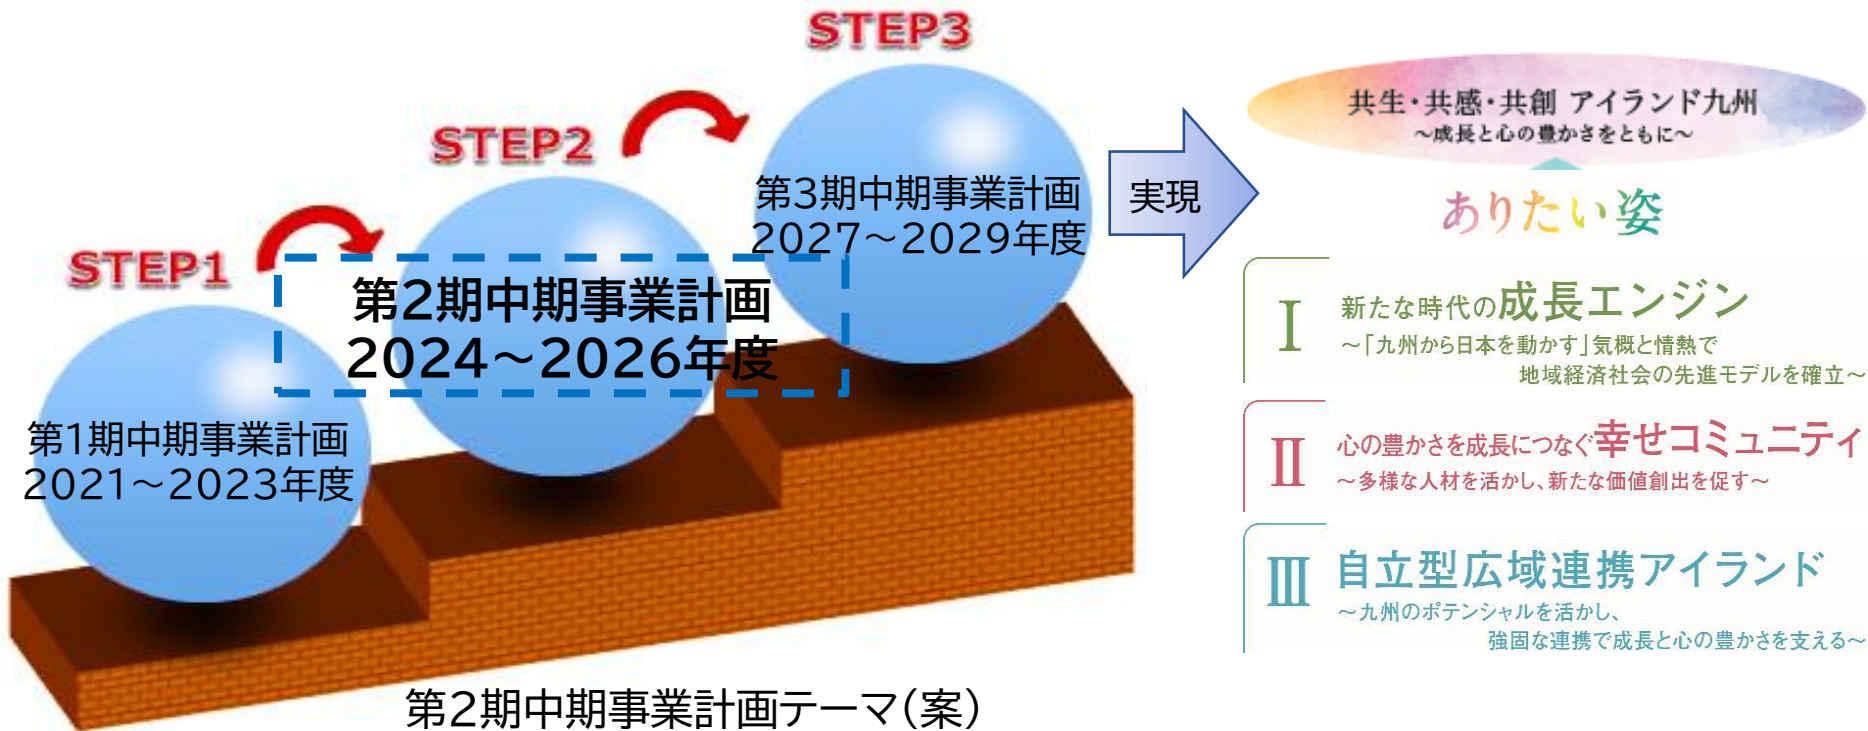 STEP1
第1期中期事業計画
2021～2023年度
STEP2
第2期中期事業計画
2024～2026年度
STEP3
第3期中期事業計画
2027～2029年度
実現
共生・共感・共創 アイランド九州
～成長と心の豊かさをともに～
ありたい姿
Ⅰ
新たな時代の成長エンジン
～「九州から日本を動かす」気概と情熱で
地域経済社会の先進モデルを確立～
Ⅱ
心の豊かさを成長につなぐ幸せコミュニティ
～多様な人材を活かし、新たな価値創出を促す～
Ⅲ
自立型広域連携アイランド
～九州のポテンシャルを活かし、
強固な連携で成長と心の豊かさを支える～
第2期中期事業計画テーマ（案）